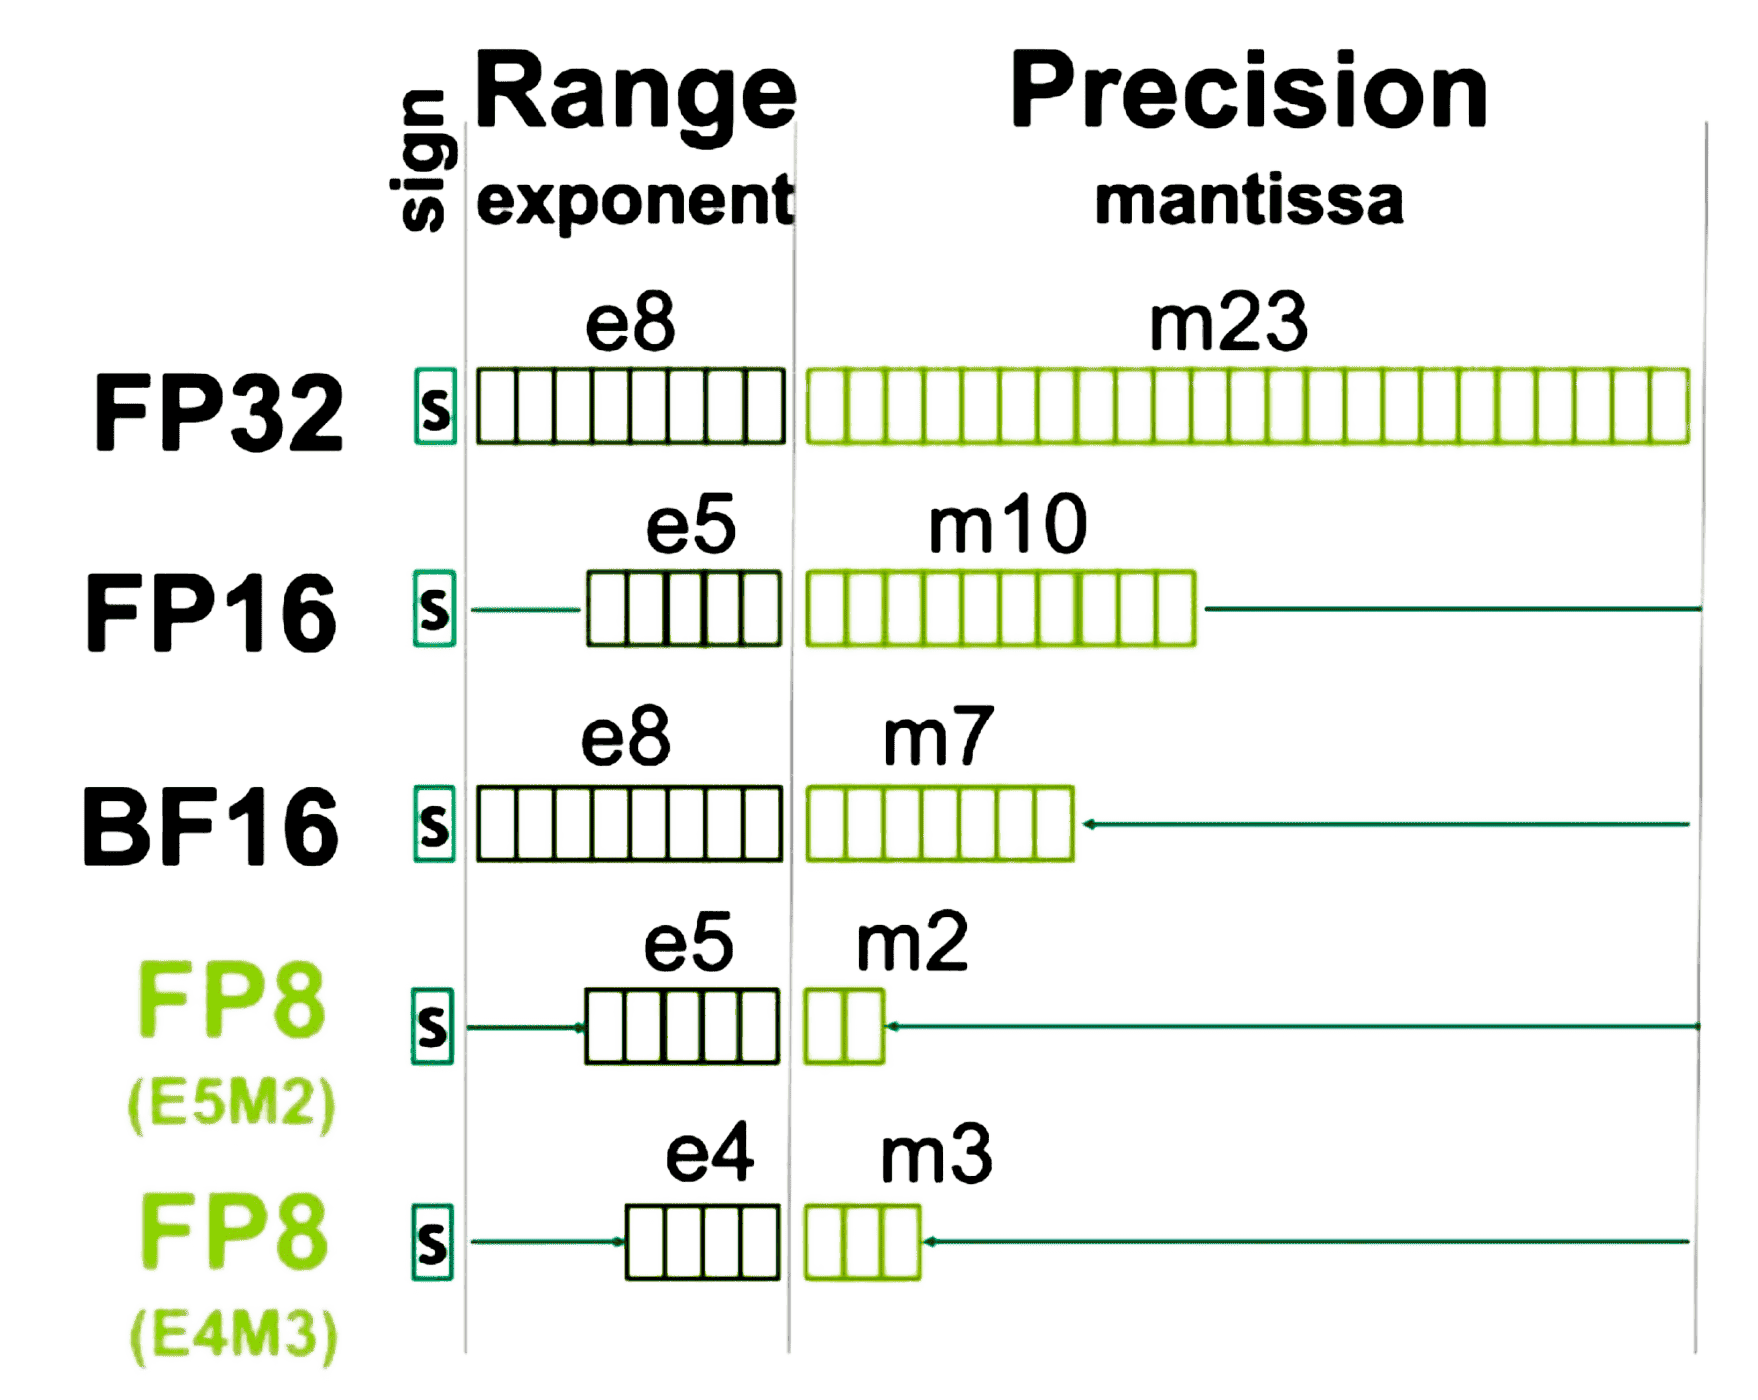 sign
Range
Precision
exponent
mantissa
e8
m23
FP32
S
e5
m10
FP16
S
e8
m7
BF16
S
e5
m2
FP8
S
(E5M2)
e4
m3
FP8
S
(E4M3)